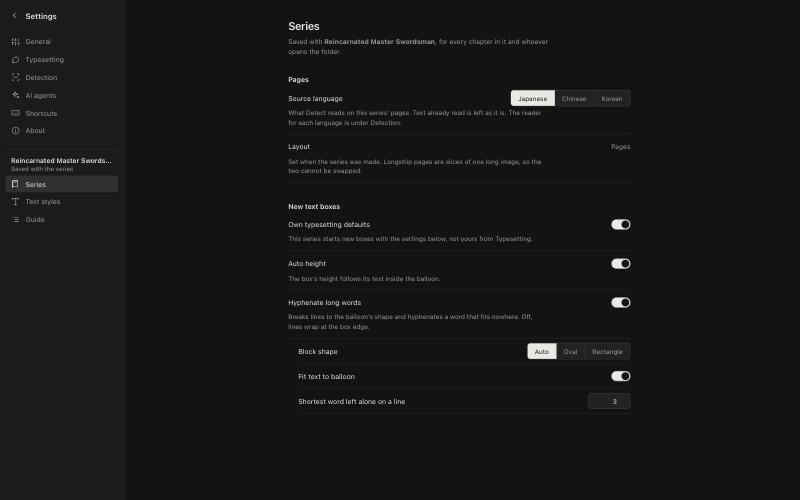 Settings
General
Typesetting
Detection
AI agents
Shortcuts
About
Reincarnated Master Swords...
Saved with the series
Series
Text styles
Guide
Series
Saved with Reincarnated Master Swordsman, for every chapter in it and whoever
opens the folder.
Pages
Source language
Japanese
Chinese
Korean
What Detect reads on this series' pages. Text already read is left as it is. The reader
for each language is under Detection.
Layout
Pages
Set when the series was made. Longstrip pages are slices of one long image, so the
two cannot be swapped.
New text boxes
Own typesetting defaults
This series starts new boxes with the settings below, not yours from Typesetting.
Auto height
The box's height follows its text inside the balloon.
Hyphenate long words
Breaks lines to the balloon's shape and hyphenates a word that fits nowhere. Off,
lines wrap at the box edge.
Block shape
Auto
Oval
Rectangle
Fit text to balloon
Shortest word left alone on a line
3